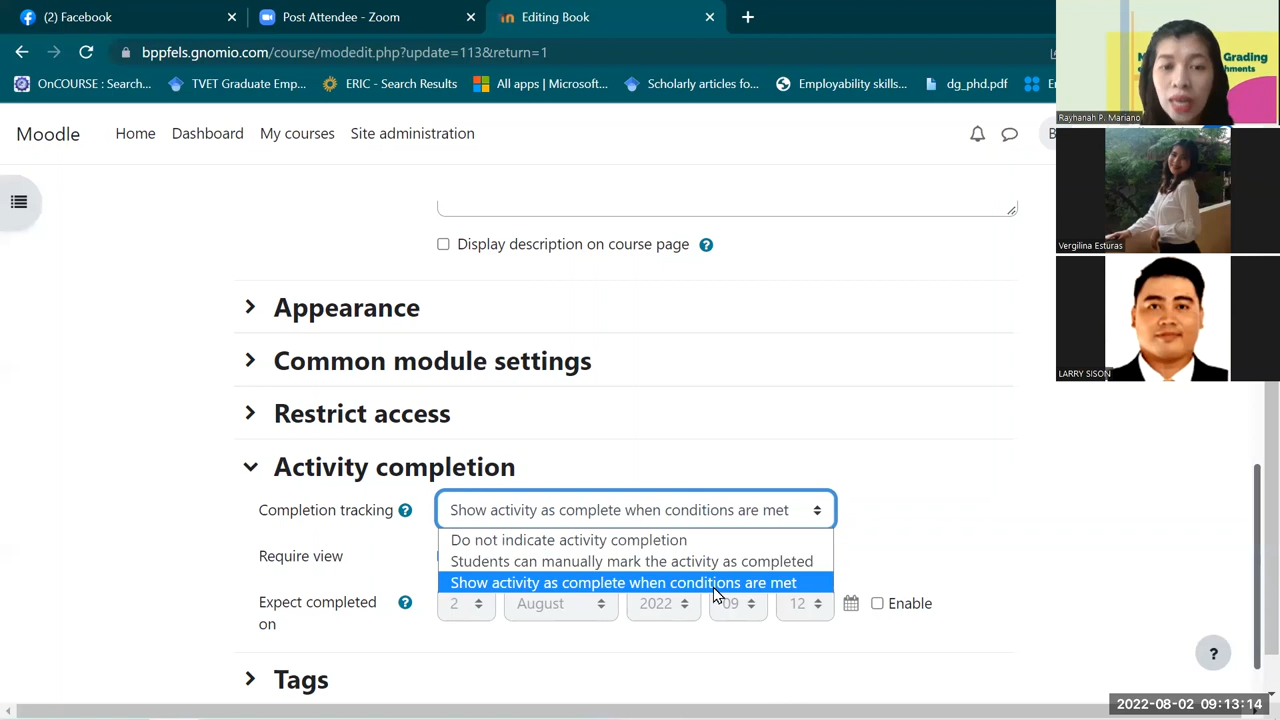 (2) Facebook
Post Attendee - Zoom
Editing Book
bppfels.gnomio.com/course/modedit.php?update=113&return=1
OnCOURSE : Search...
TVET Graduate Emp...
ERIC - Search Results
All apps | Microsoft...
Scholarly articles fo...
Employability skills...
dg_phd.pdf
Moodle
Home
Dashboard
My courses
Site administration
Grading
Rayhanah P. Mariano
Vergilina Esturas
LARRY SISON
Display description on course page
Appearance
Common module settings
Restrict access
Activity completion
Completion tracking
Show activity as complete when conditions are met
Do not indicate activity completion
Require view
Students can manually mark the activity as completed
Show activity as complete when conditions are met
Expect completed
on
2
August
2022
09
12
Enable
Tags
?
2022-08-02 09:13:14